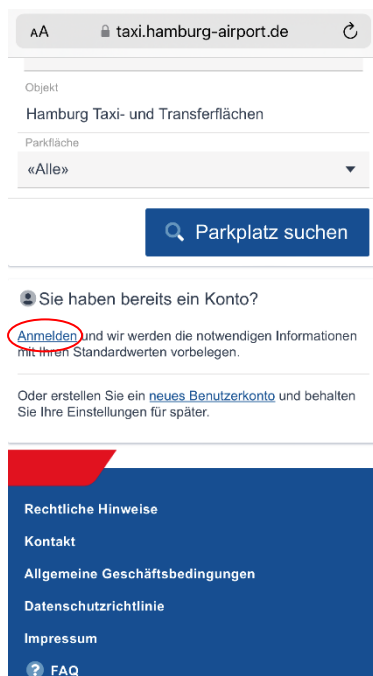 AA taxi.hamburg-airport.de
Objekt
Hamburg Taxi- und Transferflächen
Parkfläche
«Alle»
Parkplatz suchen
Sie haben bereits ein Konto?
Anmelden und wir werden die notwendigen Informationen
mit Ihren Standardwerten vorbelegen.
Oder erstellen Sie ein neues Benutzerkonto und behalten
Sie Ihre Einstellungen für später.
Rechtliche Hinweise
Kontakt
Allgemeine Geschäftsbedingungen
Datenschutzrichtlinie
Impressum
? FAQ